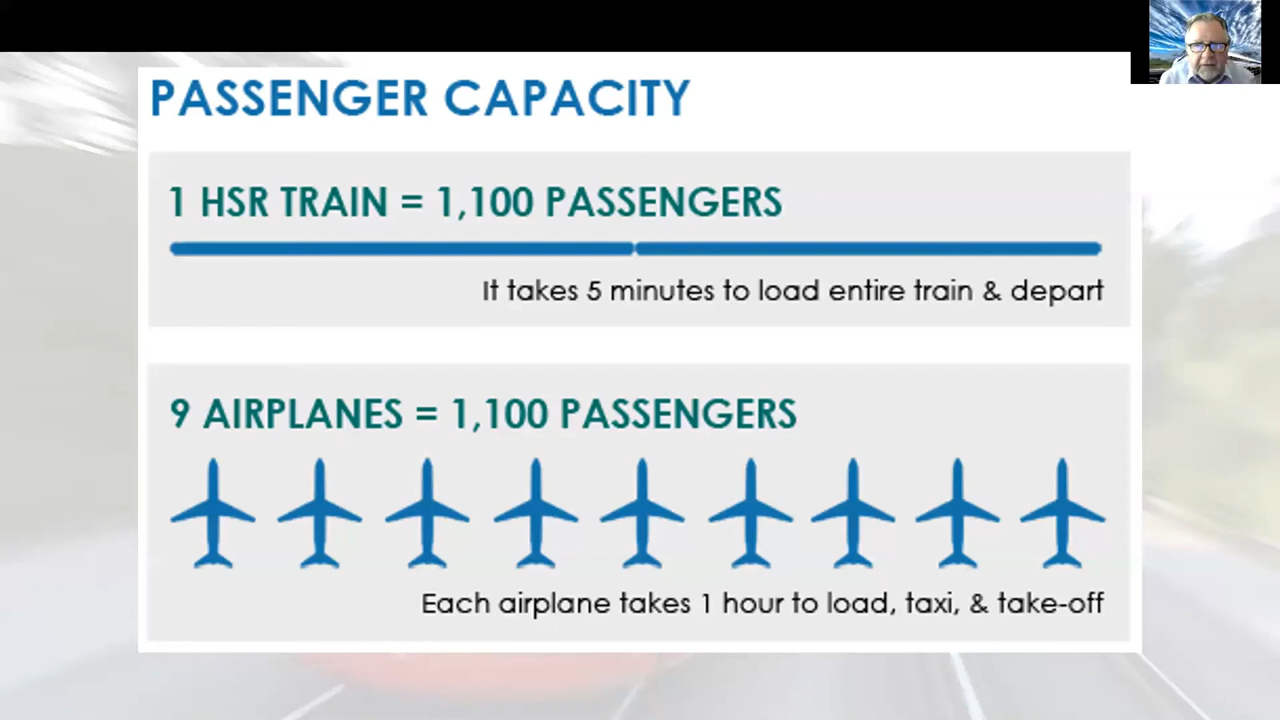 PASSENGER CAPACITY
1 HSR TRAIN = 1,100 PASSENGERS
It takes 5 minutes to load entire train & depart
9 AIRPLANES = 1,100 PASSENGERS
Each airplane takes 1 hour to load, taxi, & take-off